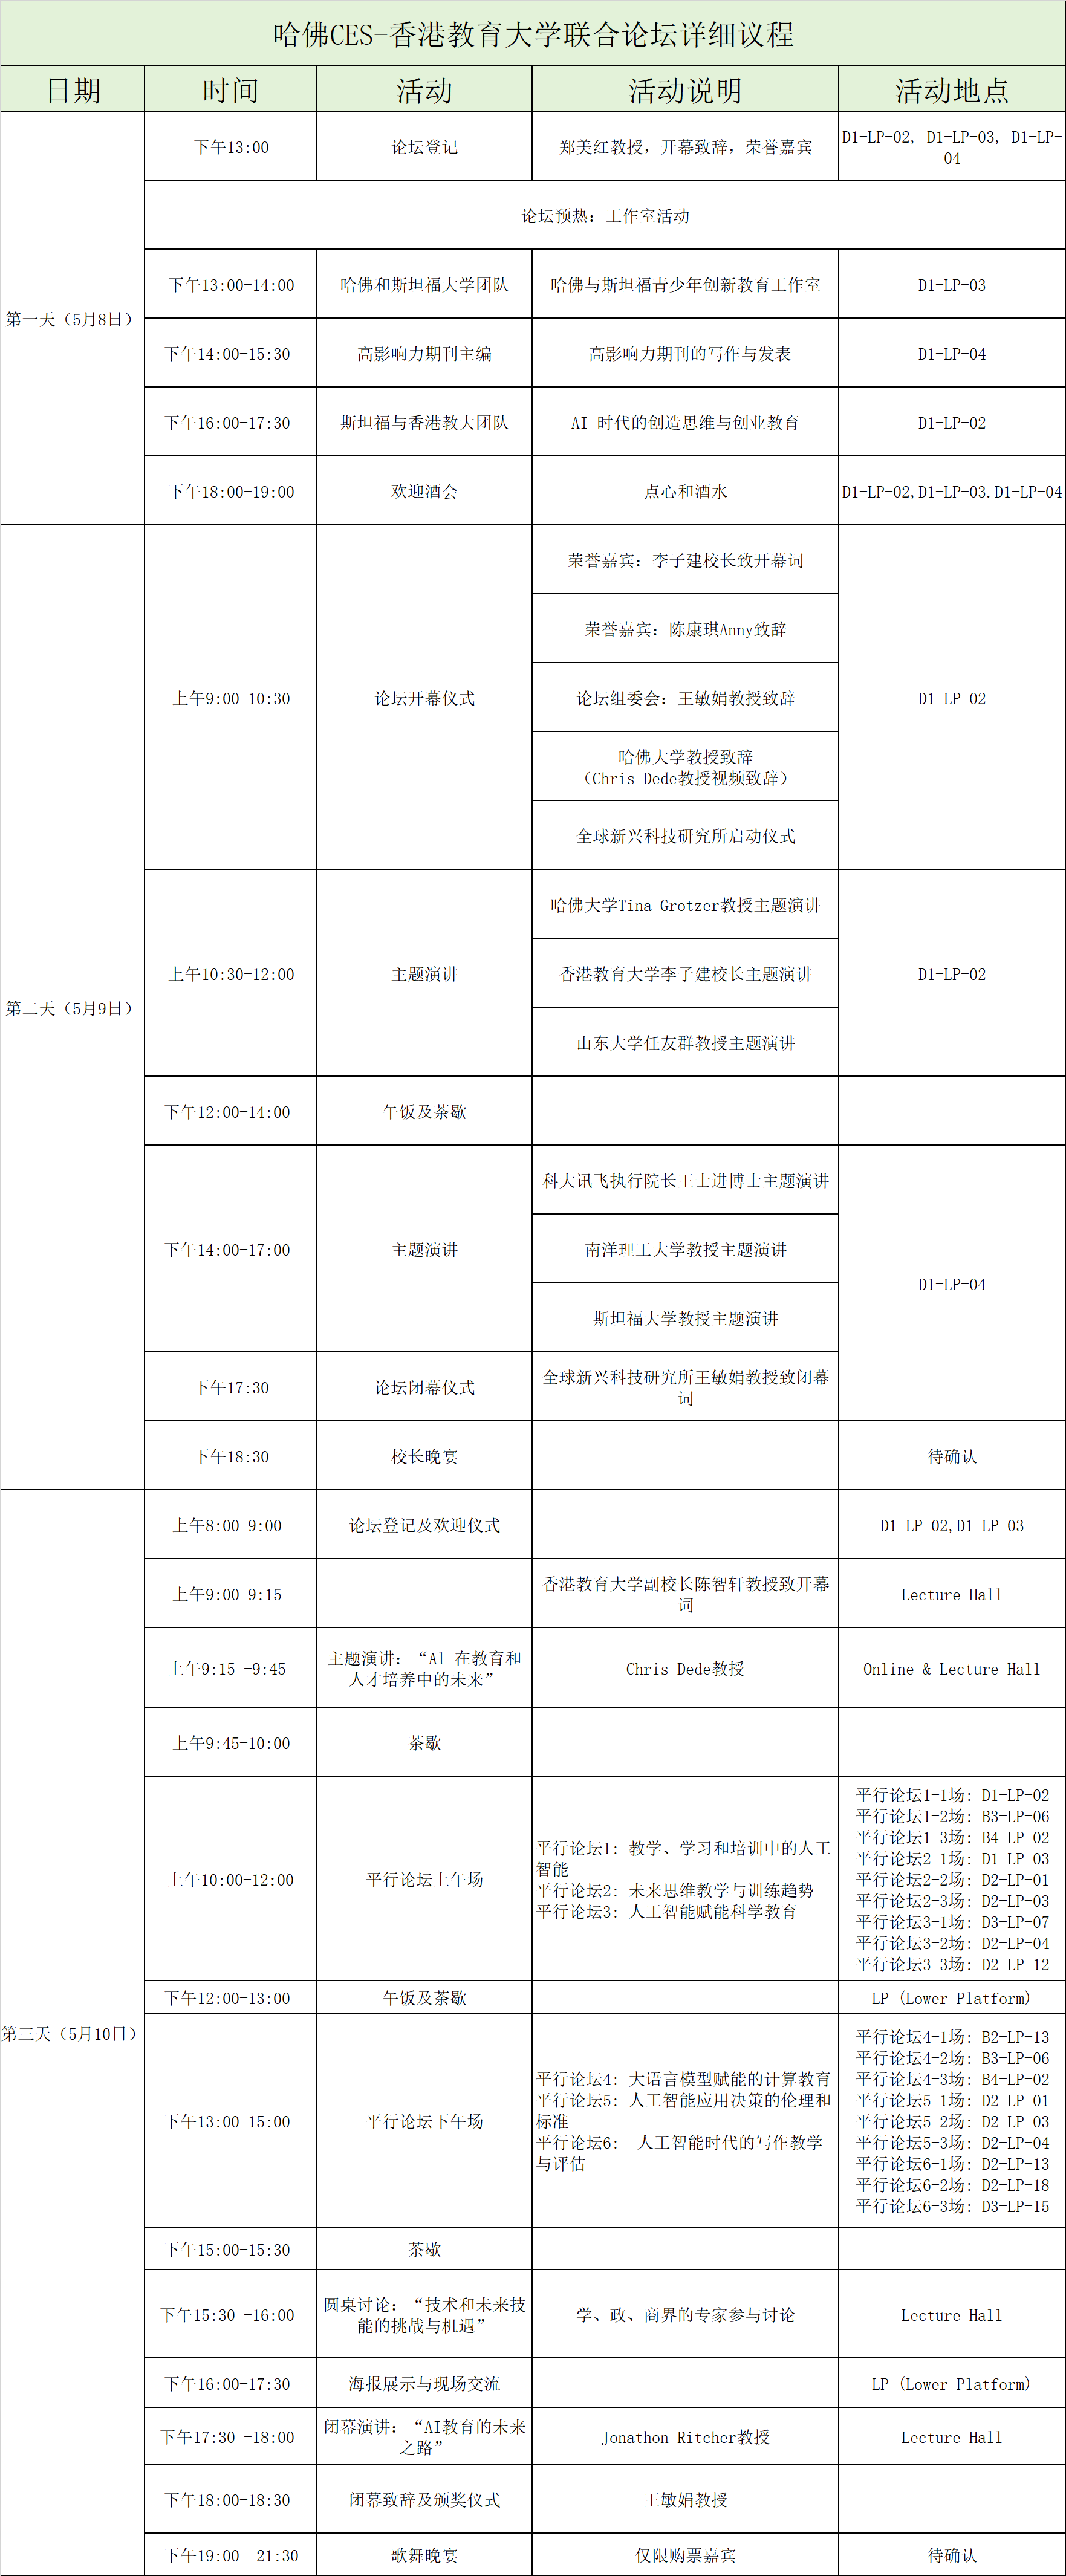 哈佛CES-香港教育大学联合论坛详细议程
日期 时间 活动 活动说明 活动地点
第一天（5月8日）
下午13:00 论坛登记 郑美红教授，开幕致辞，荣誉嘉宾 D1-LP-02, D1-LP-03, D1-LP-
04
论坛预热：工作室活动
下午13:00-14:00 哈佛和斯坦福大学团队 哈佛与斯坦福青少年创新教育工作室 D1-LP-03
下午14:00-15:30 高影响力期刊主编 高影响力期刊的写作与发表 D1-LP-04
下午16:00-17:30 斯坦福与香港教大团队 AI 时代的创造思维与创业教育 D1-LP-02
下午18:00-19:00 欢迎酒会 点心和酒水 D1-LP-02,D1-LP-03.D1-LP-04
第二天（5月9日）
上午9:00-10:30 论坛开幕仪式
荣誉嘉宾：李子建校长致开幕词
荣誉嘉宾：陈康琪Anny致辞
论坛组委会：王敏娟教授致辞
哈佛大学教授致辞
（Chris Dede教授视频致辞）
全球新兴科技研究所启动仪式
D1-LP-02
上午10:30-12:00 主题演讲
哈佛大学Tina Grotzer教授主题演讲
香港教育大学李子建校长主题演讲
山东大学任友群教授主题演讲
D1-LP-02
下午12:00-14:00 午饭及茶歇
下午14:00-17:00 主题演讲
科大讯飞执行院长王士进博士主题演讲
南洋理工大学教授主题演讲
斯坦福大学教授主题演讲
D1-LP-04
下午17:30 论坛闭幕仪式 全球新兴科技研究所王敏娟教授致闭幕
词
下午18:30 校长晚宴 待确认
第三天（5月10日）
上午8:00-9:00 论坛登记及欢迎仪式 D1-LP-02,D1-LP-03
上午9:00-9:15 香港教育大学副校长陈智轩教授致开幕
词
Lecture Hall
上午9:15 -9:45
主题演讲：“Al 在教育和
人才培养中的未来”
Chris Dede教授 Online & Lecture Hall
上午9:45-10:00 茶歇
上午10:00-12:00 平行论坛上午场
平行论坛1: 教学、学习和培训中的人工
智能
平行论坛2: 未来思维教学与训练趋势
平行论坛3: 人工智能赋能科学教育
平行论坛1-1场: D1-LP-02
平行论坛1-2场: B3-LP-06
平行论坛1-3场: B4-LP-02
平行论坛2-1场: D1-LP-03
平行论坛2-2场: D2-LP-01
平行论坛2-3场: D2-LP-03
平行论坛3-1场: D3-LP-07
平行论坛3-2场: D2-LP-04
平行论坛3-3场: D2-LP-12
下午12:00-13:00 午饭及茶歇 LP (Lower Platform)
下午13:00-15:00 平行论坛下午场
平行论坛4: 大语言模型赋能的计算教育
平行论坛5: 人工智能应用决策的伦理和
标准
平行论坛6: 人工智能时代的写作教学
与评估
平行论坛4-1场: B2-LP-13
平行论坛4-2场: B3-LP-06
平行论坛4-3场: B4-LP-02
平行论坛5-1场: D2-LP-01
平行论坛5-2场: D2-LP-03
平行论坛5-3场: D2-LP-04
平行论坛6-1场: D2-LP-13
平行论坛6-2场: D2-LP-18
平行论坛6-3场: D3-LP-15
下午15:00-15:30 茶歇
下午15:30 -16:00
圆桌讨论：“技术和未来技
能的挑战与机遇”
学、政、商界的专家参与讨论 Lecture Hall
下午16:00-17:30 海报展示与现场交流 LP (Lower Platform)
下午17:30 -18:00
闭幕演讲：“AI教育的未来
之路”
Jonathon Ritcher教授 Lecture Hall
下午18:00-18:30 闭幕致辞及颁奖仪式 王敏娟教授
下午19:00- 21:30 歌舞晚宴 仅限购票嘉宾 待确认